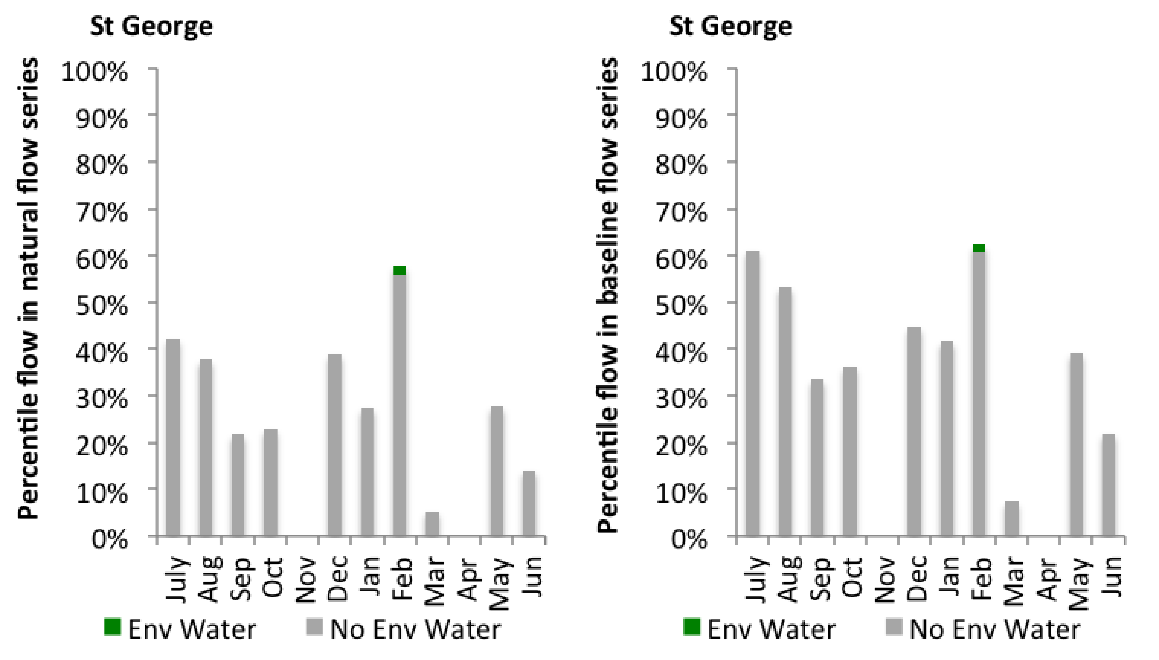 St George
Percentile flow in natural flow series
100%
90%
80%
70%
60%
50%
40%
30%
20%
10%
0%
July
Aug
Sep
Oct
Nov
Dec
Jan
Feb
Mar
Apr
May
Jun
Env Water
No Env Water
St George
Percentile flow in baseline flow series
100%
90%
80%
70%
60%
50%
40%
30%
20%
10%
0%
July
Aug
Sep
Oct
Nov
Dec
Jan
Feb
Mar
Apr
May
Jun
Env Water
No Env Water